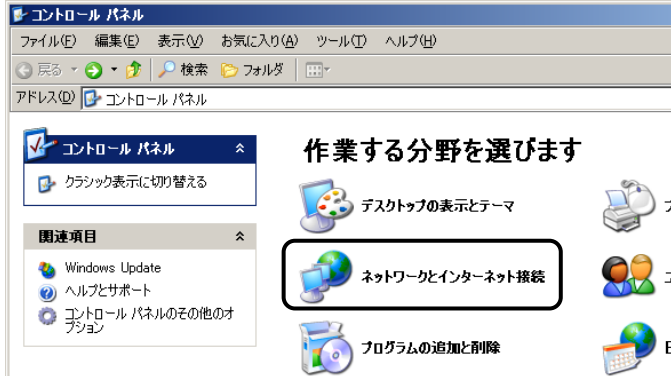 コントロール パネル
ファイル(F) 編集(E) 表示(V) お気に入り(A) ツール(T) ヘルプ(H)
戻る 検索 フォルダ
アドレス(D) コントロール パネル
コントロール パネル
クラシック表示に切り替える
関連項目
Windows Update
ヘルプとサポート
コントロール パネルのその他のオ
プション
作業する分野を選びます
デスクトップの表示とテーマ
ネットワークとインターネット接続
プログラムの追加と削除